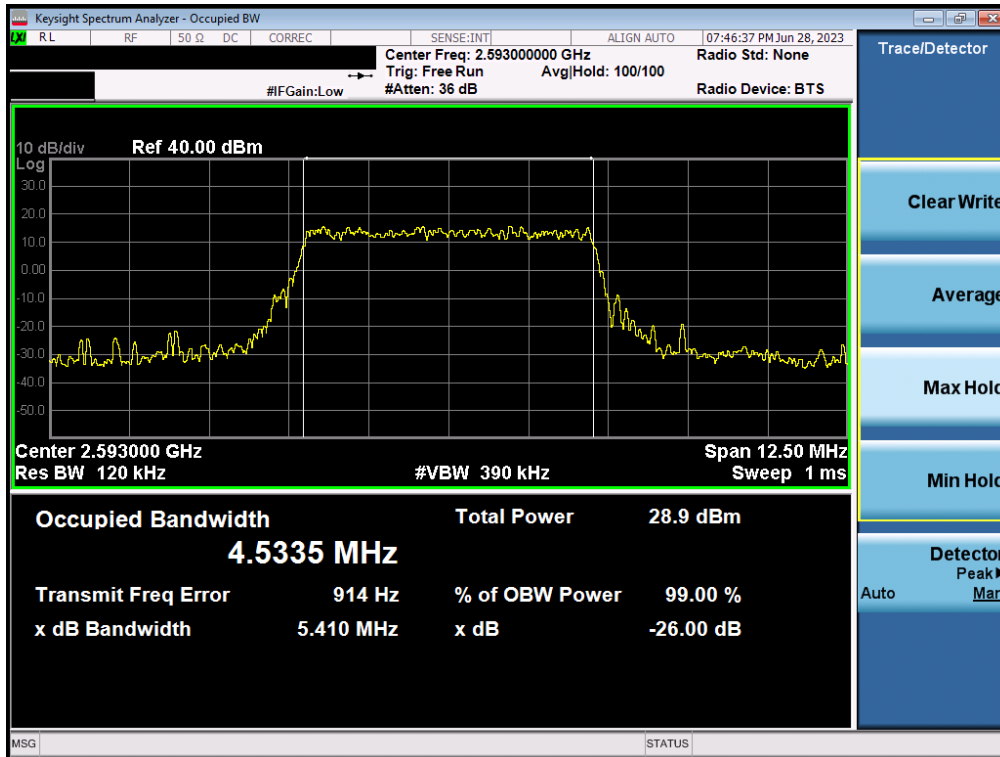 Keysight Spectrum Analyzer - Occupied BW
LXI RL RF 50 Ω DC CORREC SENSE:INT ALIGN AUTO 07:46:37 PM Jun 28, 2023
Center Freq: 2.593000000 GHz Radio Std: None
Trig: Free Run Avg|Hold: 100/100
#IFGain:Low #Atten: 36 dB Radio Device: BTS
Trace/Detector
10 dB/div Ref 40.00 dBm
Log
30.0
20.0
10.0
0.00
-10.0
-20.0
-30.0
-40.0
-50.0
Center 2.593000 GHz Span 12.50 MHz
Res BW 120 kHz #VBW 390 kHz Sweep 1 ms
Occupied Bandwidth Total Power 28.9 dBm
4.5335 MHz
Transmit Freq Error 914 Hz % of OBW Power 99.00 %
x dB Bandwidth 5.410 MHz x dB -26.00 dB
Clear Write
Average
Max Hold
Min Hold
Detector
Peak
Auto Man
MSG STATUS